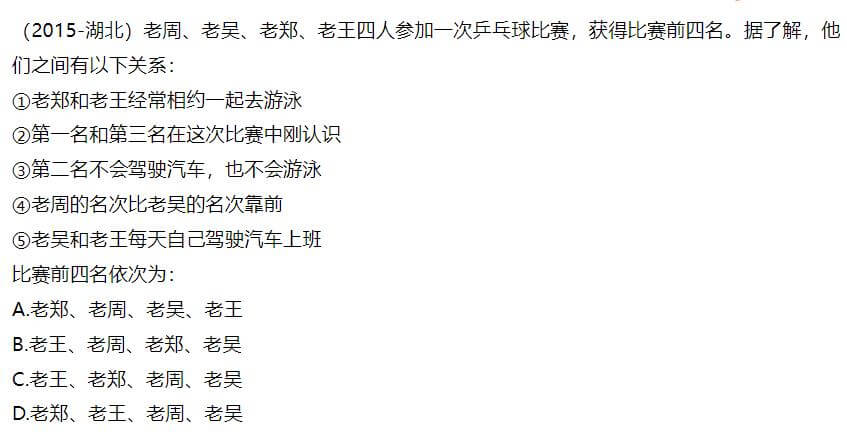 （2015-湖北）老周、老吴、老郑、老王四人参加一次乒乓球比赛，获得比赛前四名。据了解，他
们之间有以下关系：
①老郑和老王经常相约一起去游泳
②第一名和第三名在这次比赛中刚认识
③第二名不会驾驶汽车，也不会游泳
④老周的名次比老吴的名次靠前
⑤老吴和老王每天自己驾驶汽车上班
比赛前四名依次为：
A.老郑、老周、老吴、老王
B.老王、老周、老郑、老吴
C.老王、老郑、老周、老吴
D.老郑、老王、老周、老吴